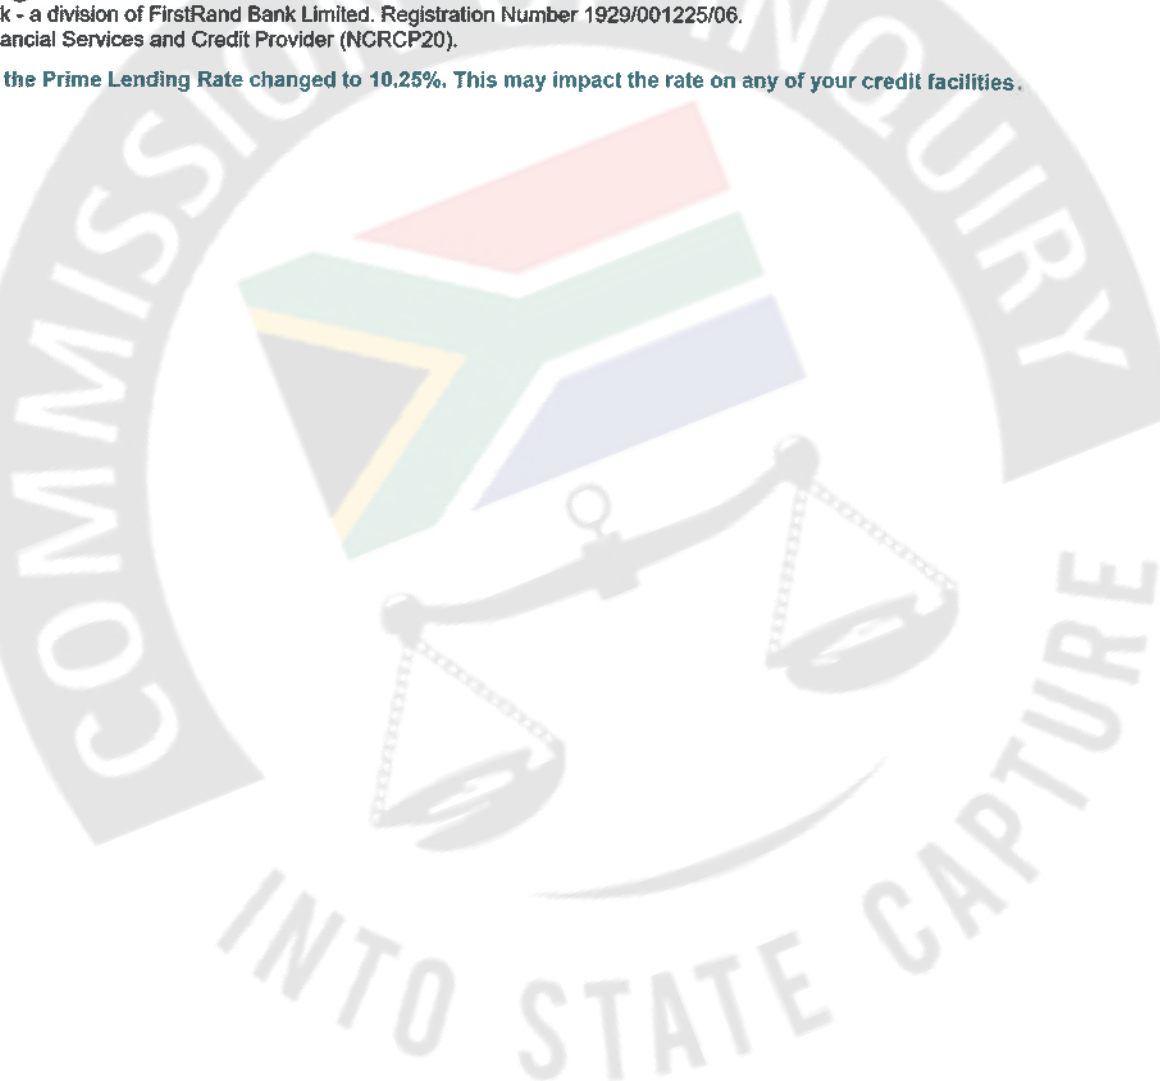 k - a division of FirstRand Bank Limited. Registration Number 1929/001225/06.
ancial Services and Credit Provider (NCRCP20).
the Prime Lending Rate changed to 10.25%. This may impact the rate on any of your credit facilities.
COMMISSION INQUIRY
INTO STATE CAPTURE